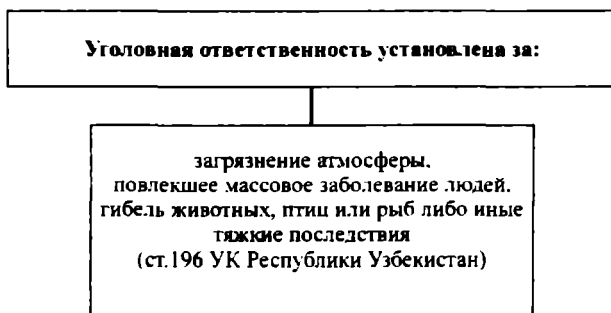 Уголовная ответственность установлена за:
загрязнение атмосферы,
повлекшее массовое заболевание людей,
гибель животных, птиц или рыб либо иные
тяжкие последствия
(ст.196 УК Республики Узбекистан)